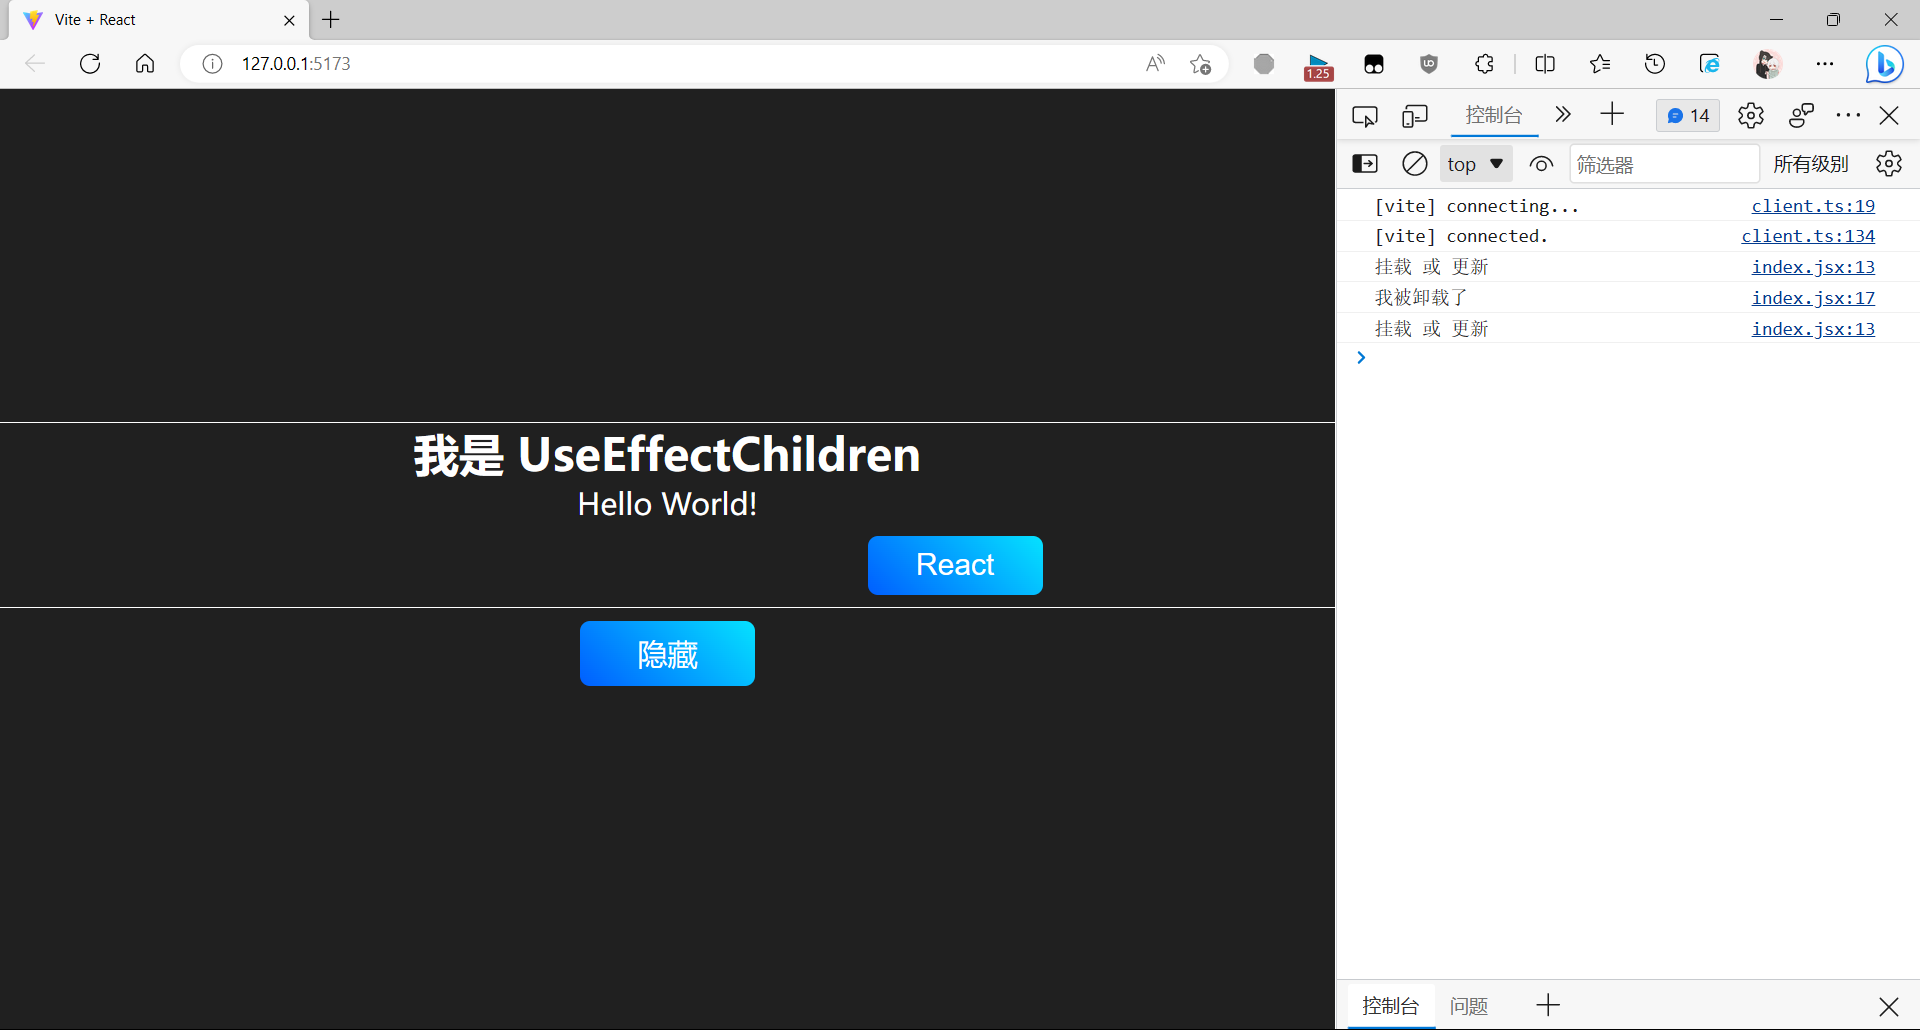 Vite + React
127.0.0.1:5173
1.25
控制台
14
top
筛选器
所有级别
[vite] connecting... client.ts:19
[vite] connected. client.ts:134
挂载 或 更新 index.jsx:13
我被卸载了 index.jsx:17
挂载 或 更新 index.jsx:13
我是 UseEffectChildren
Hello World!
React
隐藏
控制台 问题